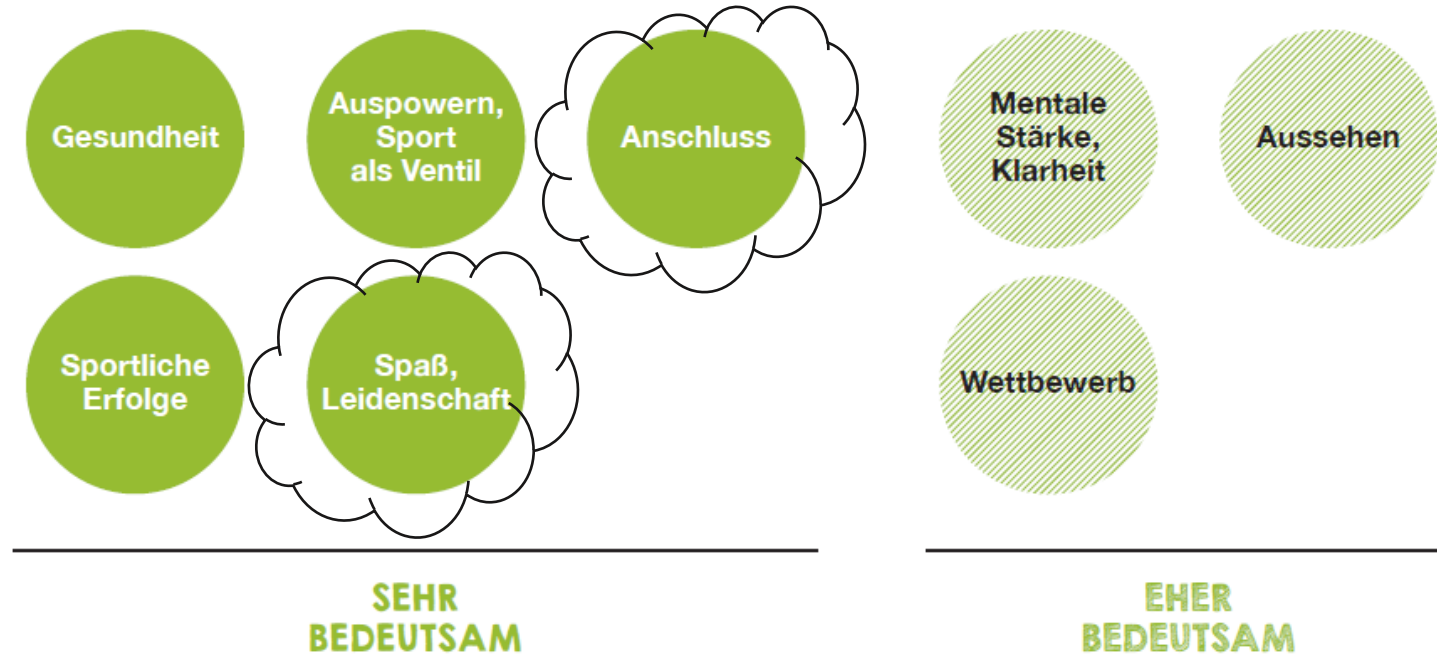 Gesundheit
Auspowern,
Sport
als Ventil
Anschluss
Mentale
Stärke,
Klarheit
Aussehen
Sportliche
Erfolge
Spaß,
Leidenschaft
Wettbewerb
SEHR
BEDEUTSAM
EHER
BEDEUTSAM